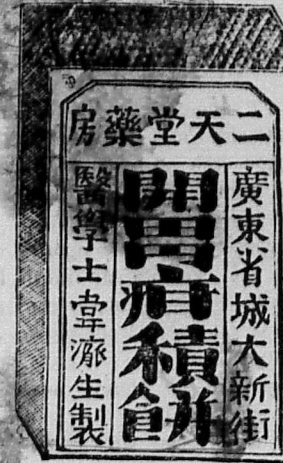 二天堂藥房
廣東省城大新街
開胃疳積餅
醫學士韋生製